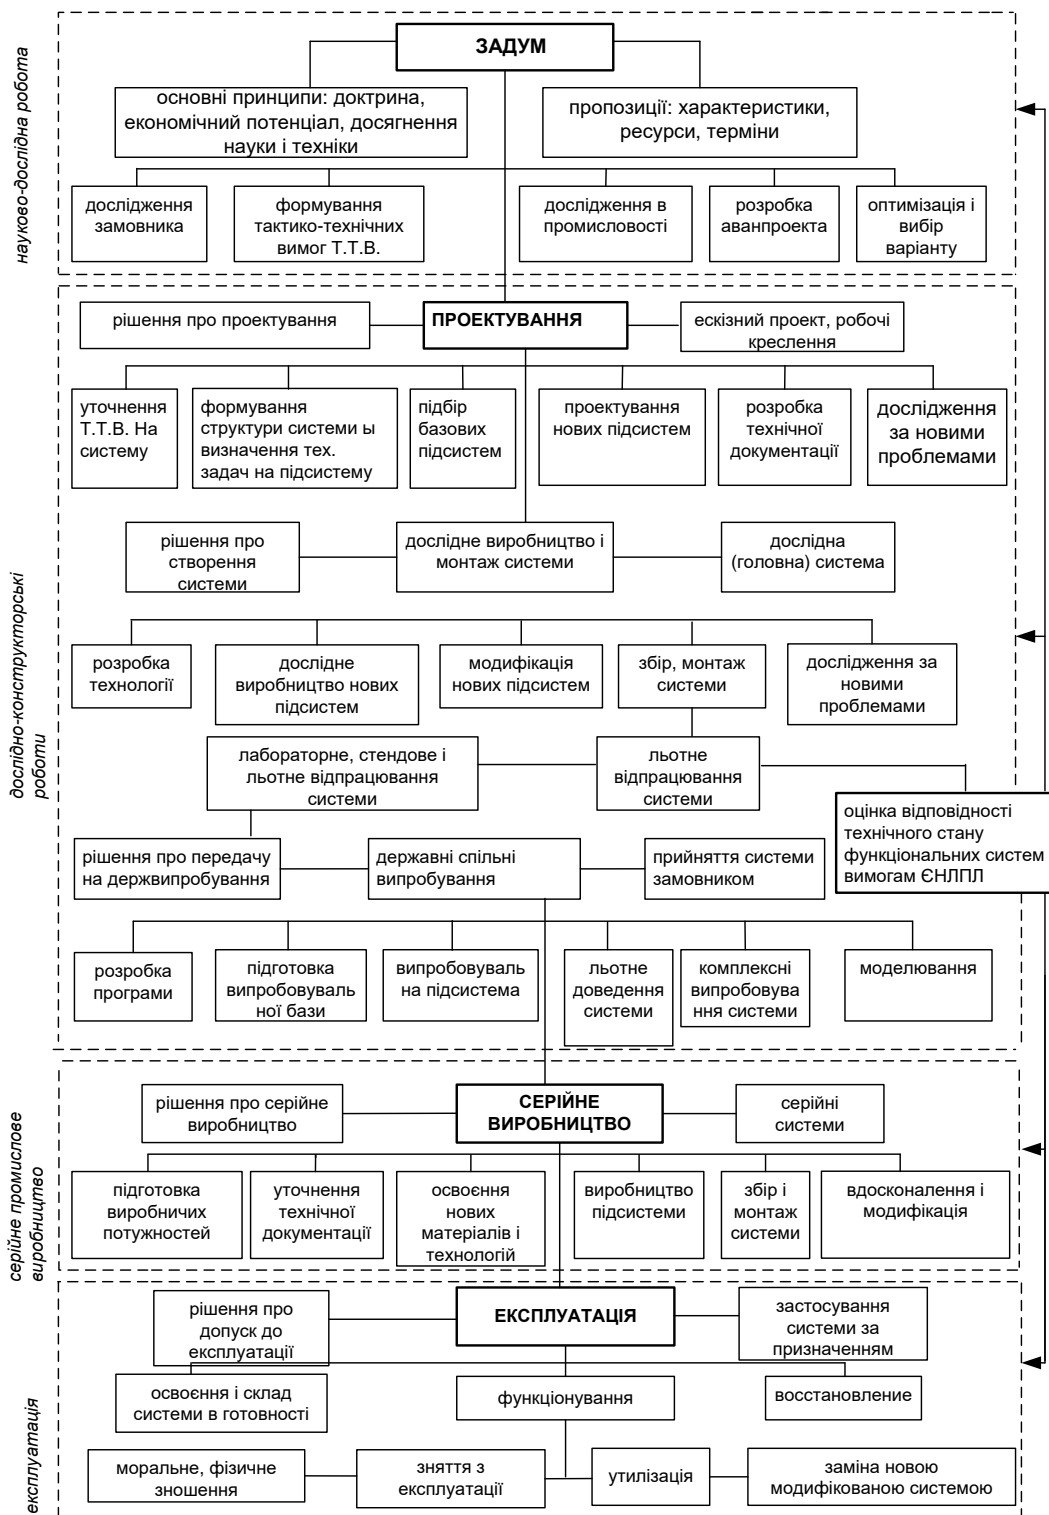 науково-дослідна робота
ЗАДУМ
основні принципи: доктрина,
економічний потенціал, досягнення
науки і техніки
пропозиції: характеристики,
ресурси, терміни
дослідження
замовника
формування
тактико-технічних
вимог Т.Т.В.
дослідження в
промисловості
розробка
аванпроекта
оптимізація і
вибір
варіанту
дослідно-конструкторські
роботи
рішення про проектування
ПРОЕКТУВАННЯ
ескізний проект, робочі
креслення
уточнення
Т.Т.В. На
систему
формування
структури системи ы
визначення тех.
задач на підсистему
підбір
базових
підсистем
проектування
нових підсистем
розробка
технічної
документації
дослідження
за новими
проблемами
рішення про
створення
системи
дослідне виробництво і
монтаж системи
дослідна
(головна) система
розробка
технології
дослідне
виробництво нових
підсистем
модифікація
нових підсистем
збір, монтаж
системи
дослідження за
новими
проблемами
лабораторне, стендове і
льотне відпрацювання
системи
льотне
відпрацювання
системи
оцінка відповідності
технічного стану
функціональних систем
вимогам ЄНЛПЛ
рішення про передачу
на держвипробування
державні спільні
випробування
прийняття системи
замовником
розробка
програми
підготовка
випробовуваль
ної бази
випробовуваль
на підсистема
льотне
доведення
системи
комплексні
випробовува
ння системи
моделювання
серійне промислове
виробництво
рішення про серійне
виробництво
СЕРІЙНЕ
ВИРОБНИЦТВО
серійні
системи
підготовка
виробничих
потужностей
уточнення
технічної
документації
освоєння
нових
матеріалів і
технологій
виробництво
підсистеми
збір і
монтаж
системи
вдосконалення і
модифікація
експлуатація
рішення про
допуск до
експлуатації
ЕКСПЛУАТАЦІЯ
застосування
системи за
призначенням
освоєння і склад
системи в готовності
функціонування
восстановление
моральне, фізичне
зношення
зняття з
експлуатації
утилізація
заміна новою
модифікованою системою